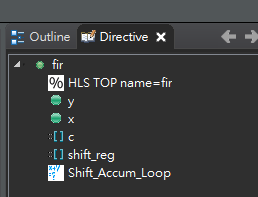 Outline Directive
fir
% HLS TOP name=fir
y
x
c
shift_reg
Shift_Accum_Loop